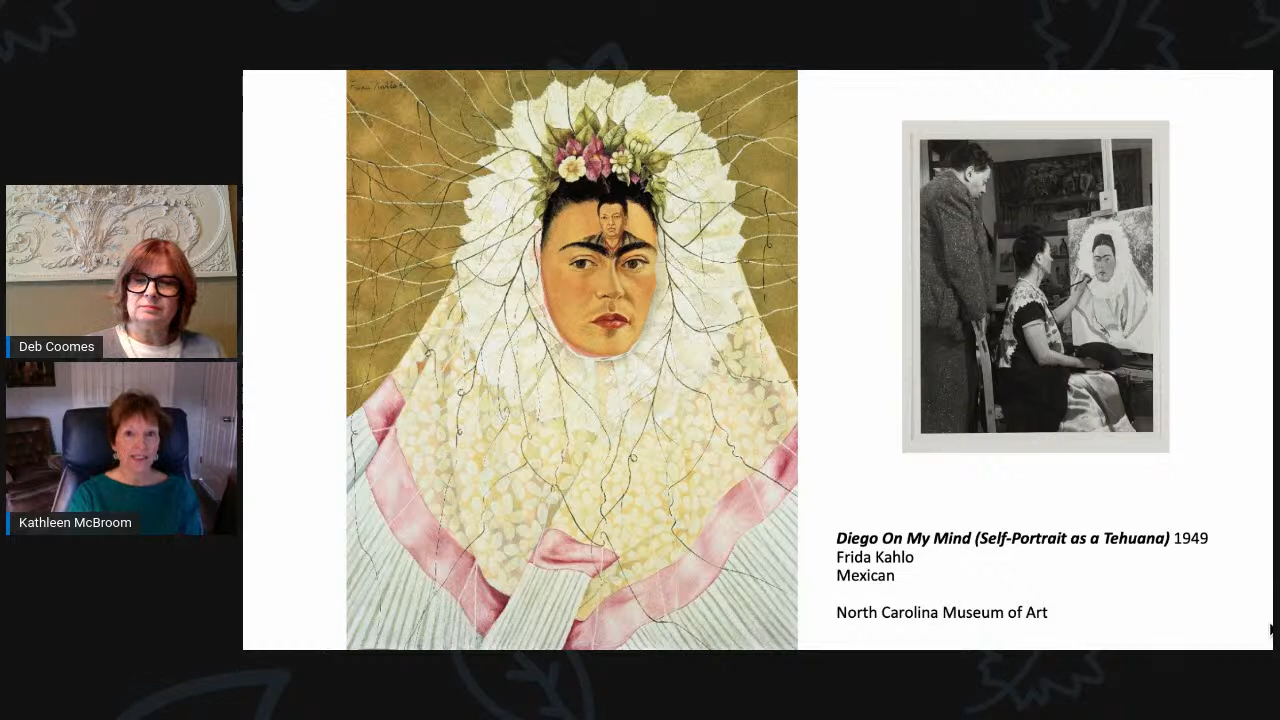 Deb Coomes
Kathleen McBroom
Diego On My Mind (Self-Portrait as a Tehuana) 1949
Frida Kahlo
Mexican
North Carolina Museum of Art